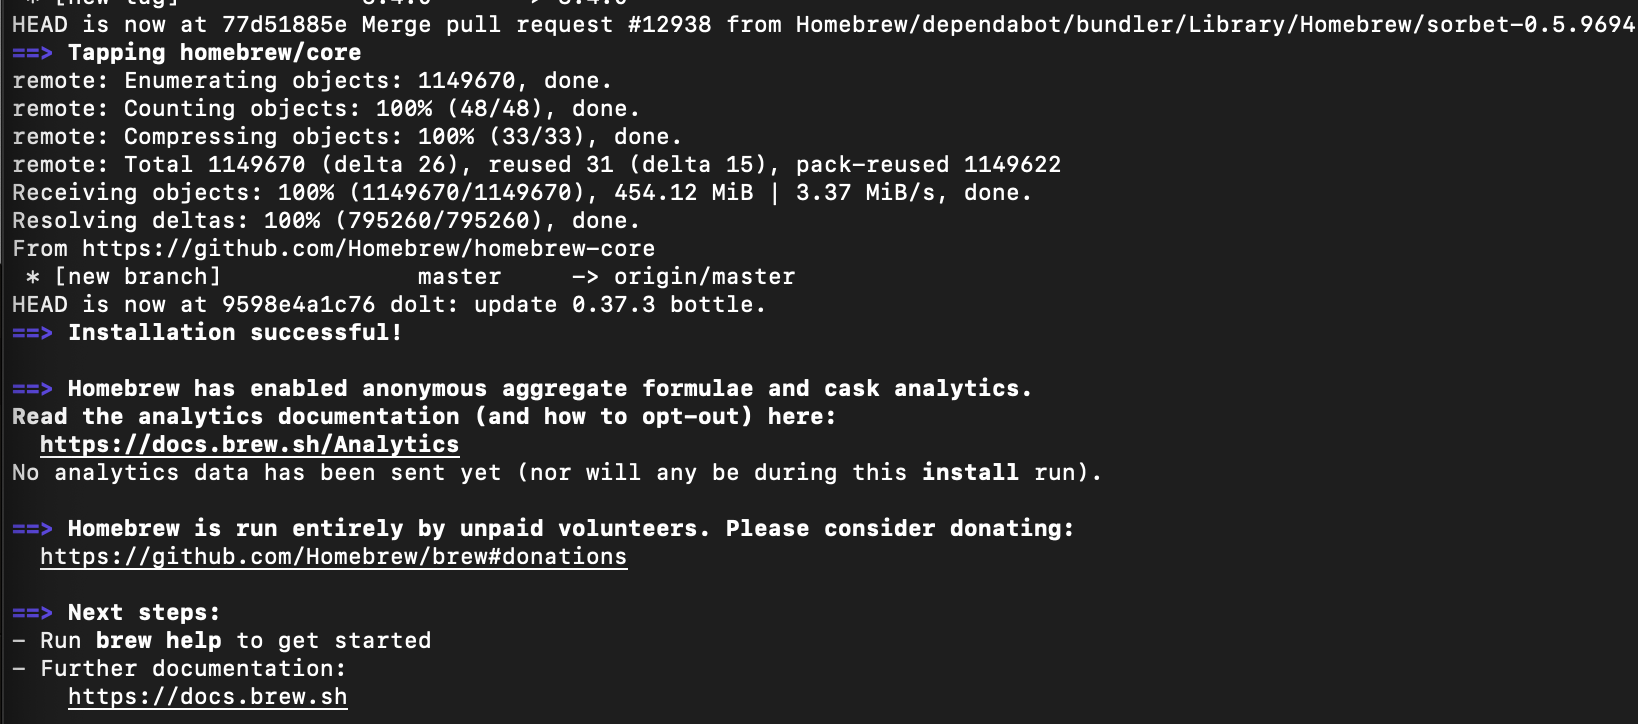 * [new tag] 3.4.0 -> 3.4.0
HEAD is now at 77d51885e Merge pull request #12938 from Homebrew/dependabot/bundler/Library/Homebrew/sorbet-0.5.9694
==> Tapping homebrew/core
remote: Enumerating objects: 1149670, done.
remote: Counting objects: 100% (48/48), done.
remote: Compressing objects: 100% (33/33), done.
remote: Total 1149670 (delta 26), reused 31 (delta 15), pack-reused 1149622
Receiving objects: 100% (1149670/1149670), 454.12 MiB | 3.37 MiB/s, done.
Resolving deltas: 100% (795260/795260), done.
From https://github.com/Homebrew/homebrew-core
* [new branch] master -> origin/master
HEAD is now at 9598e4a1c76 dolt: update 0.37.3 bottle.
==> Installation successful!
==> Homebrew has enabled anonymous aggregate formulae and cask analytics.
Read the analytics documentation (and how to opt-out) here:
https://docs.brew.sh/Analytics
No analytics data has been sent yet (nor will any be during this install run).
==> Homebrew is run entirely by unpaid volunteers. Please consider donating:
https://github.com/Homebrew/brew#donations
==> Next steps:
- Run brew help to get started
- Further documentation:
https://docs.brew.sh